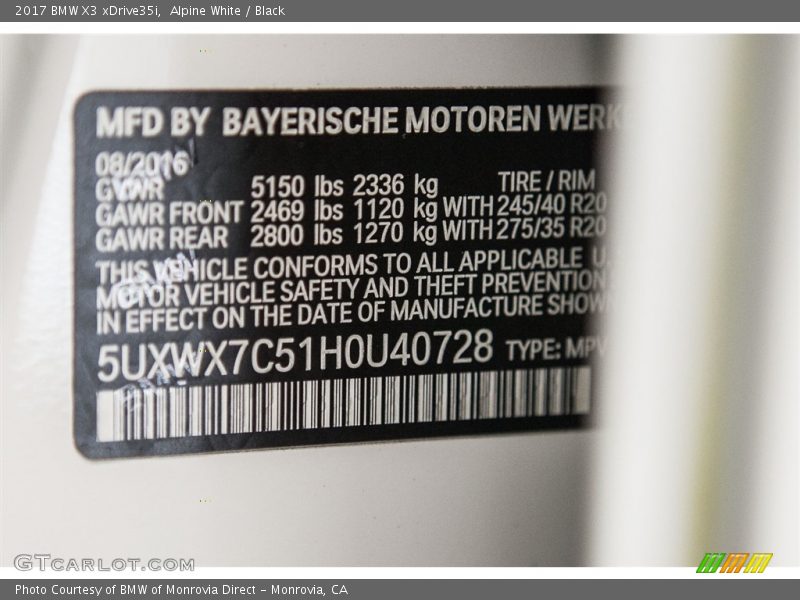 2017 BMW X3 xDrive35i,  Alpine White / Black
MFD BY BAYERISCHE MOTOREN WERK
08/2016
GVWR 5150 lbs 2336 kg TIRE / RIM
GAWR FRONT 2469 lbs 1120 kg WITH 245/40 R20
GAWR REAR 2800 lbs 1270 kg WITH 275/35 R20
THIS VEHICLE CONFORMS TO ALL APPLICABLE U.
MOTOR VEHICLE SAFETY AND THEFT PREVENTION
IN EFFECT ON THE DATE OF MANUFACTURE SHOW
5UXWX7C51H0U40728 TYPE: MPV
GTcarlot.com
Photo Courtesy of BMW of Monrovia Direct - Monrovia, CA